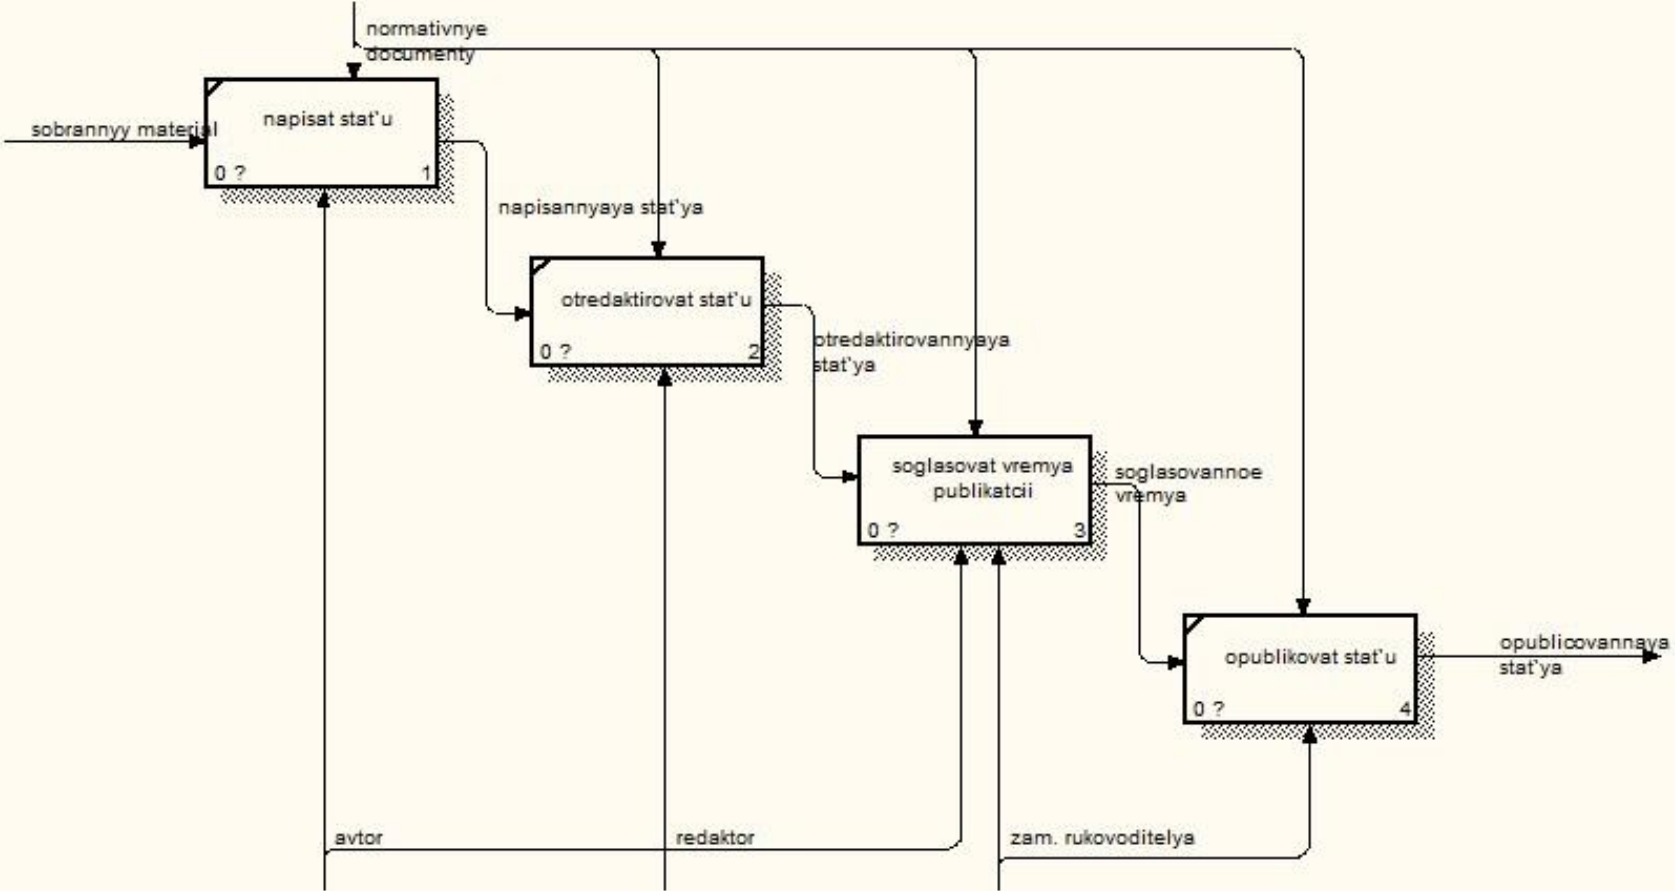 normativnye
documenty
sobrannyy material
napisat stat'u
0 ?
1
napisannyaya stat'ya
otredaktirovat stat'u
0 ?
2
otredaktirovannyaya
stat'ya
soglasovat vremya
publikatcii
0 ?
3
soglasovannoe
vremya
opublikovat stat'u
0 ?
4
opublicovannaya
stat'ya
avtor
redaktor
zam. rukovoditelya